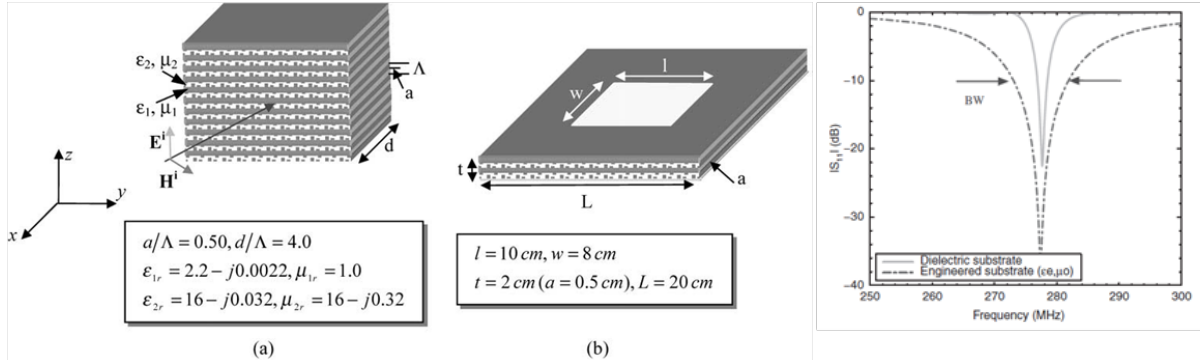 ε₂, μ₂
ε₁, μ₁
Λ
a
d
Eⁱ
Hⁱ
z
y
x
a/Λ = 0.50, d/Λ = 4.0
ε₁ᵣ = 2.2 − j0.0022, μ₁ᵣ = 1.0
ε₂ᵣ = 16 − j0.032, μ₂ᵣ = 16 − j0.32
(a)
l
w
t
a
L
l = 10 cm, w = 8 cm
t = 2 cm (a = 0.5 cm), L = 20 cm
(b)
|S₁₁| (dB)
0
−10
−20
−30
−40
BW
Dielectric substrate
Engineered substrate (εe,μo)
250 260 270 280 290 300
Frequency (MHz)